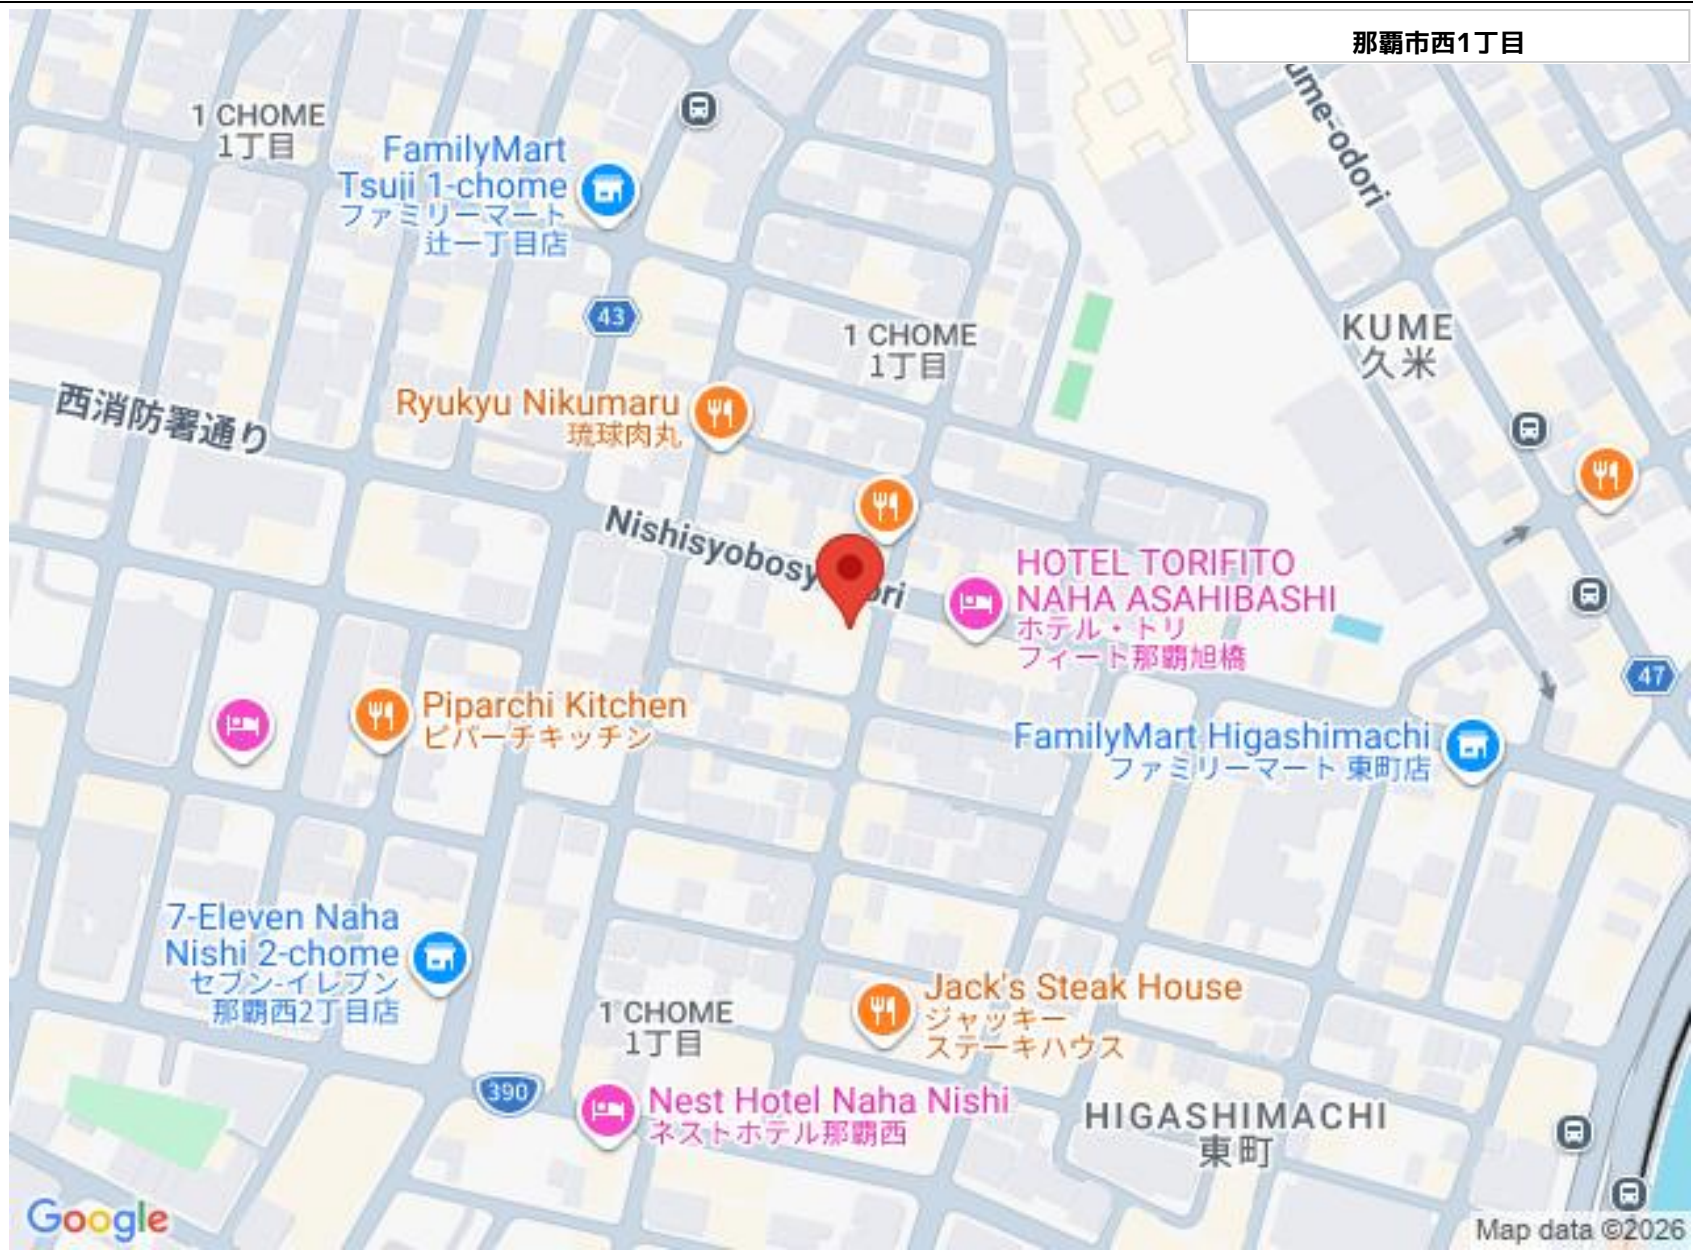 那覇市西1丁目
1 CHOME
1丁目
FamilyMart
Tsuji 1-chome
ファミリーマート
辻一丁目店
ume-odori
43
1 CHOME
1丁目
KUME
久米
西消防署通り
Ryukyu Nikumaru
琉球肉丸
Nishisyobosy
ori
HOTEL TORIFITO
NAHA ASAHIBASHI
ホテル・トリ
フィート那覇旭橋
47
Piparchi Kitchen
ピパーチキッチン
FamilyMart Higashimachi
ファミリーマート 東町店
7-Eleven Naha
Nishi 2-chome
セブン-イレブン
那覇西2丁目店
Jack's Steak House
ジャッキー
ステーキハウス
1 CHOME
1丁目
390
Nest Hotel Naha Nishi
ネストホテル那覇西
HIGASHIMACHI
東町
Google
Map data ©2026